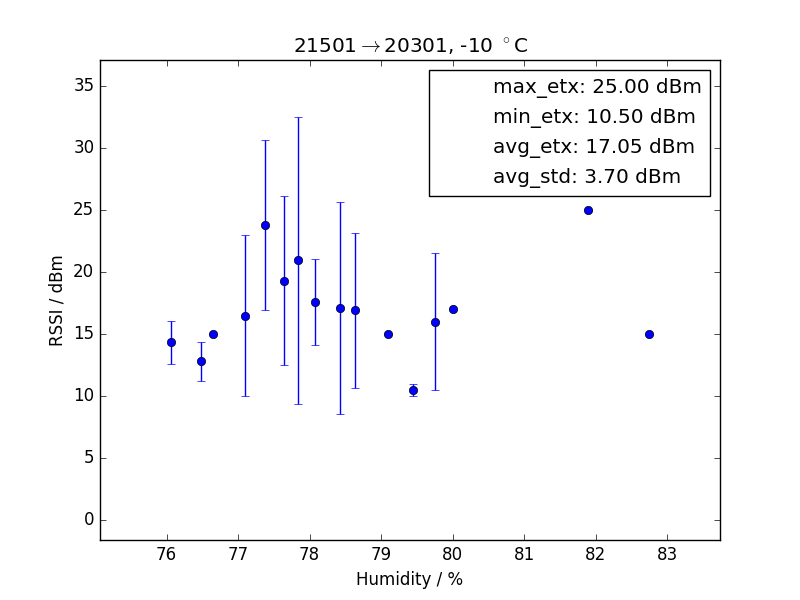 21501→20301, -10 °C
max_etx: 25.00 dBm
min_etx: 10.50 dBm
avg_etx: 17.05 dBm
avg_std: 3.70 dBm
RSSI / dBm
35
30
25
20
15
10
5
0
76 77 78 79 80 81 82 83
Humidity / %